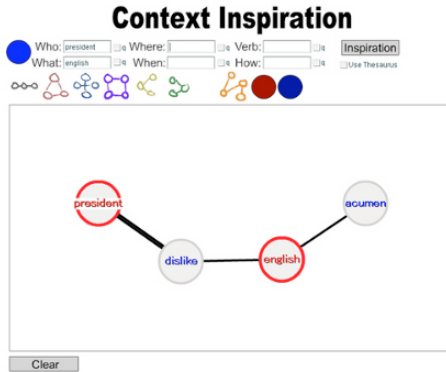 Context Inspiration
Who: president Where: Verb: Inspiration
What: english When: How: Use Thesaurus
president
acumen
dislike
english
Clear